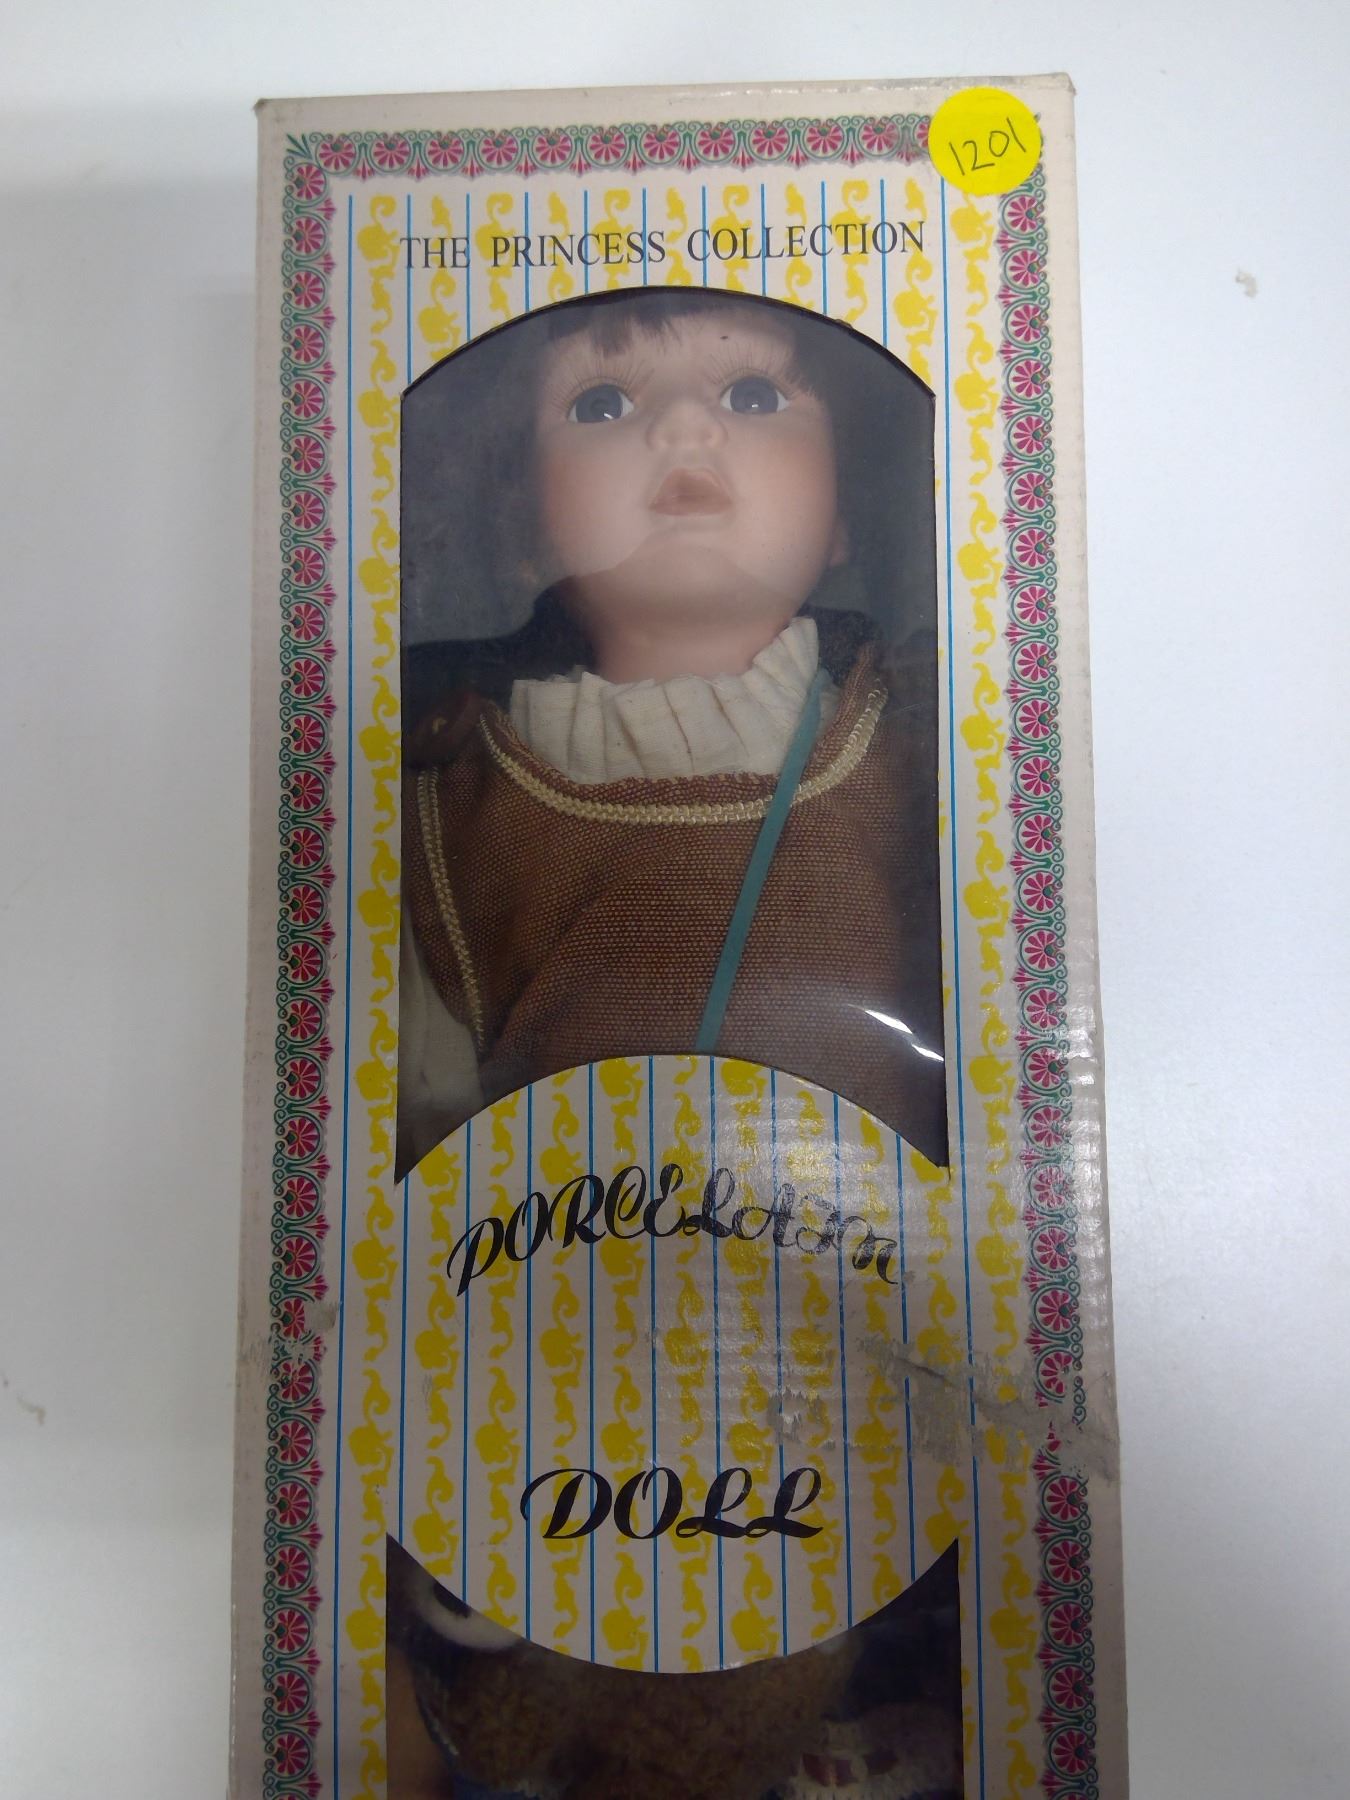 1201
THE PRINCESS COLLECTION
PORCELAIN
DOLL